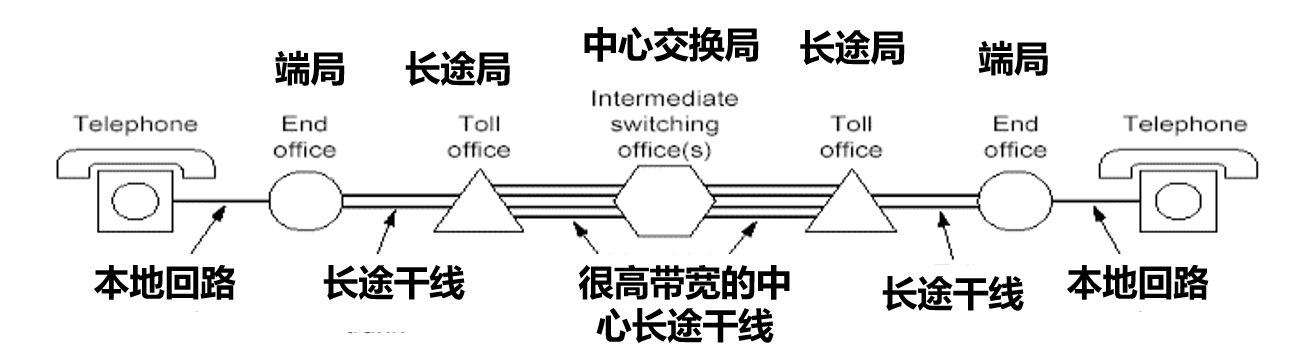 端局
长途局
中心交换局
长途局
端局
Telephone
End
office
Toll
office
Intermediate
switching
office(s)
Toll
office
End
office
Telephone
本地回路
长途干线
很高带宽的中
心长途干线
长途干线
本地回路